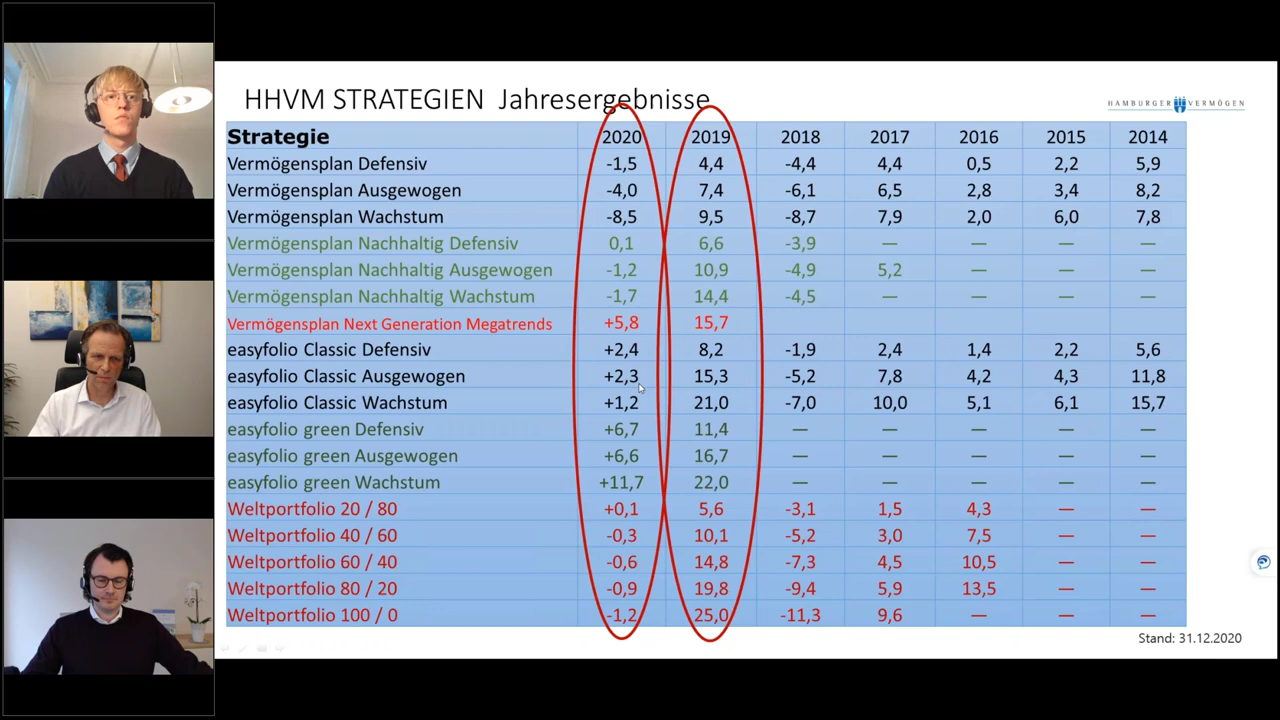 HHVM STRATEGIEN Jahresergebnisse
HAMBURGER VERMÖGEN
Strategie 2020 2019 2018 2017 2016 2015 2014
Vermögensplan Defensiv -1,5 4,4 -4,4 4,4 0,5 2,2 5,9
Vermögensplan Ausgewogen -4,0 7,4 -6,1 6,5 2,8 3,4 8,2
Vermögensplan Wachstum -8,5 9,5 -8,7 7,9 2,0 6,0 7,8
Vermögensplan Nachhaltig Defensiv 0,1 6,6 -3,9 — — — —
Vermögensplan Nachhaltig Ausgewogen -1,2 10,9 -4,9 5,2 — — —
Vermögensplan Nachhaltig Wachstum -1,7 14,4 -4,5 — — — —
Vermögensplan Next Generation Megatrends +5,8 15,7
easyfolio Classic Defensiv +2,4 8,2 -1,9 2,4 1,4 2,2 5,6
easyfolio Classic Ausgewogen +2,3 15,3 -5,2 7,8 4,2 4,3 11,8
easyfolio Classic Wachstum +1,2 21,0 -7,0 10,0 5,1 6,1 15,7
easyfolio green Defensiv +6,7 11,4 — — — — —
easyfolio green Ausgewogen +6,6 16,7 — — — — —
easyfolio green Wachstum +11,7 22,0 — — — — —
Weltportfolio 20 / 80 +0,1 5,6 -3,1 1,5 4,3 — —
Weltportfolio 40 / 60 -0,3 10,1 -5,2 3,0 7,5 — —
Weltportfolio 60 / 40 -0,6 14,8 -7,3 4,5 10,5 — —
Weltportfolio 80 / 20 -0,9 19,8 -9,4 5,9 13,5 — —
Weltportfolio 100 / 0 -1,2 25,0 -11,3 9,6 — — —
Stand: 31.12.2020